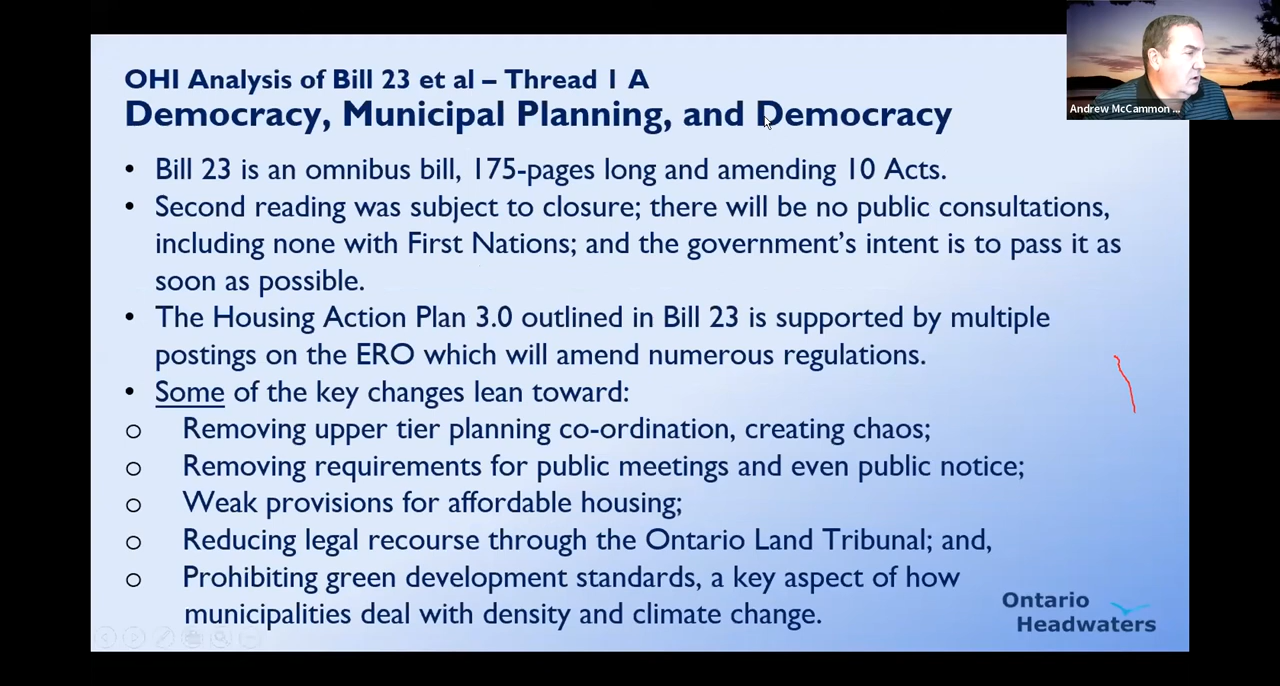 OHI Analysis of Bill 23 et al – Thread 1 A
Democracy, Municipal Planning, and Democracy
• Bill 23 is an omnibus bill, 175-pages long and amending 10 Acts.
• Second reading was subject to closure; there will be no public consultations,
including none with First Nations; and the government's intent is to pass it as
soon as possible.
• The Housing Action Plan 3.0 outlined in Bill 23 is supported by multiple
postings on the ERO which will amend numerous regulations.
• Some of the key changes lean toward:
o Removing upper tier planning co-ordination, creating chaos;
o Removing requirements for public meetings and even public notice;
o Weak provisions for affordable housing;
o Reducing legal recourse through the Ontario Land Tribunal; and,
o Prohibiting green development standards, a key aspect of how
municipalities deal with density and climate change.
Ontario
Headwaters
Andrew McCammon ...